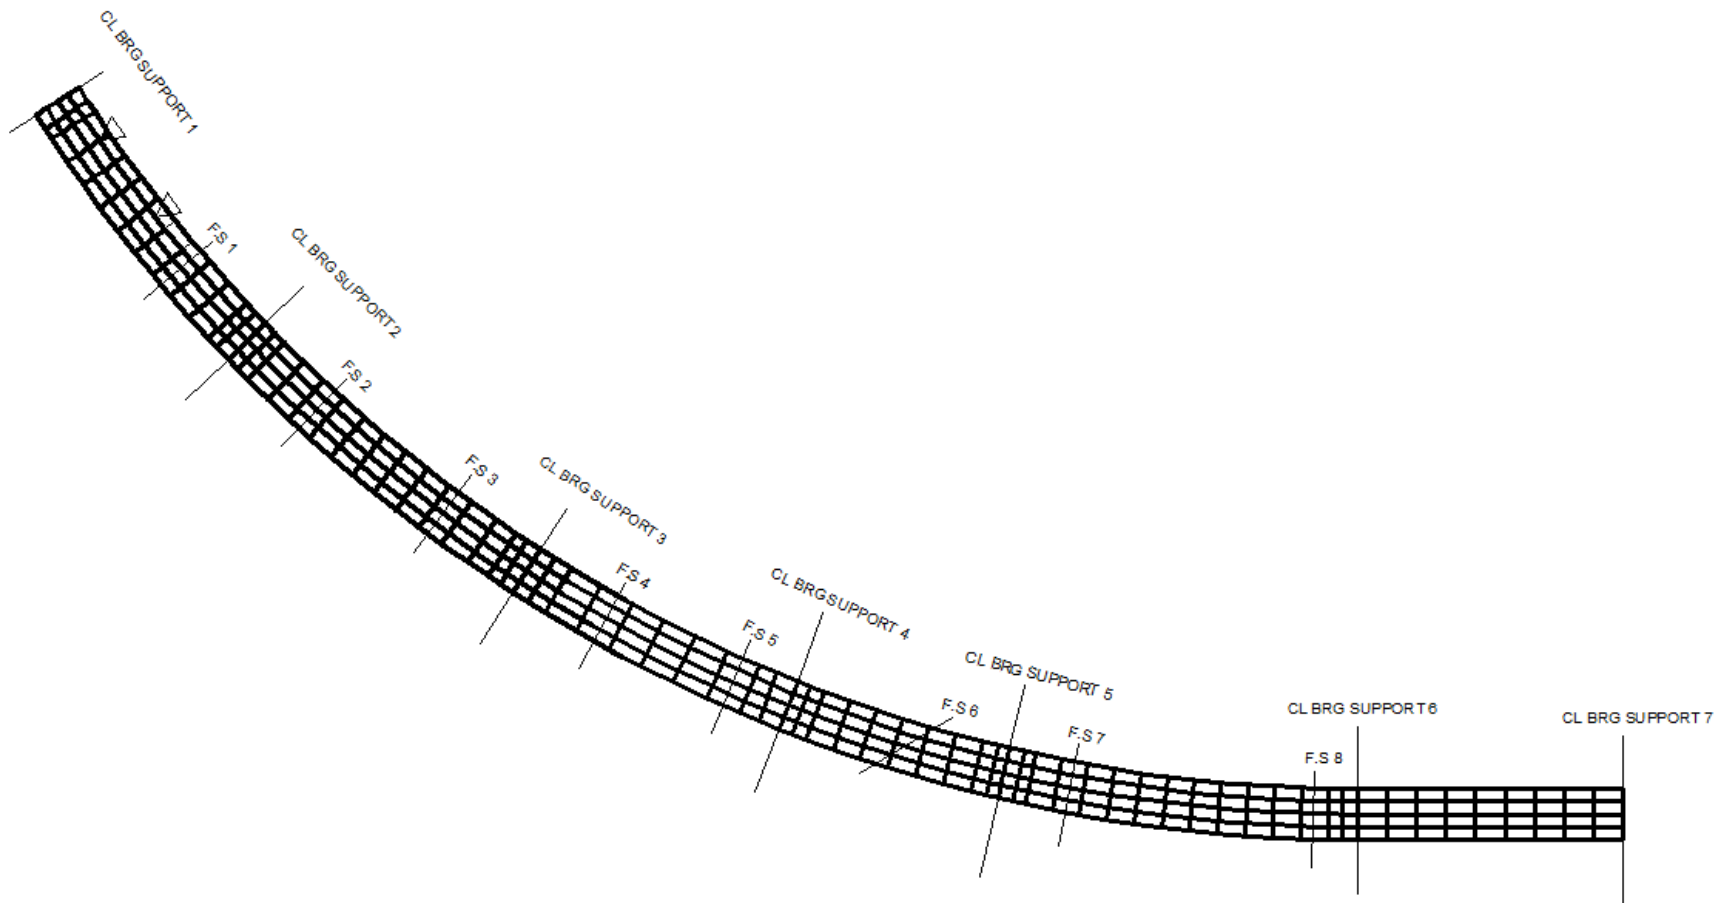 CL BRG SUPPORT 1
F.S 1
CL BRG SUPPORT 2
F.S 2
F.S 3
CL BRG SUPPORT 3
F.S 4
CL BRG SUPPORT 4
F.S 5
CL BRG SUPPORT 5
F.S 6
F.S 7
CL BRG SUPPORT 6
F.S 8
CL BRG SUPPORT 7